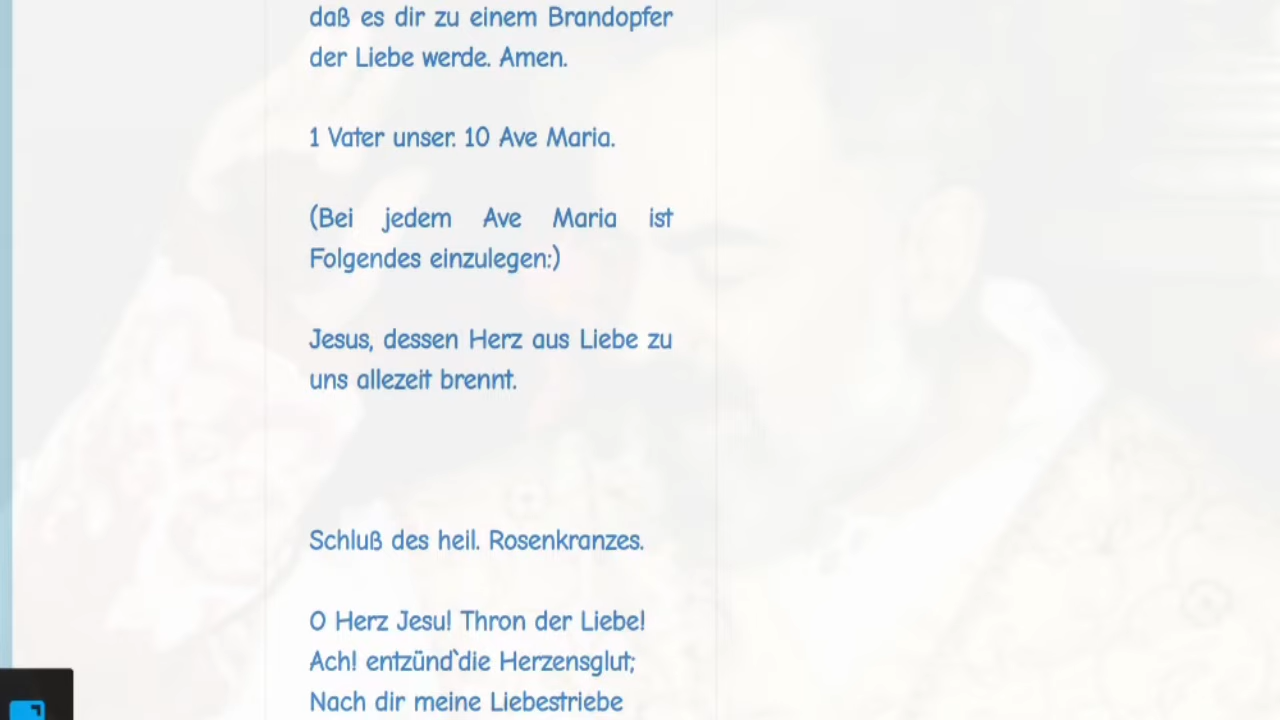 daß es dir zu einem Brandopfer
der Liebe werde. Amen.
1 Vater unser. 10 Ave Maria.
(Bei jedem Ave Maria ist
Folgendes einzulegen:)
Jesus, dessen Herz aus Liebe zu
uns allezeit brennt.
Schluß des heil. Rosenkranzes.
O Herz Jesu! Thron der Liebe!
Ach! entzünd`die Herzensglut;
Nach dir meine Liebestriebe